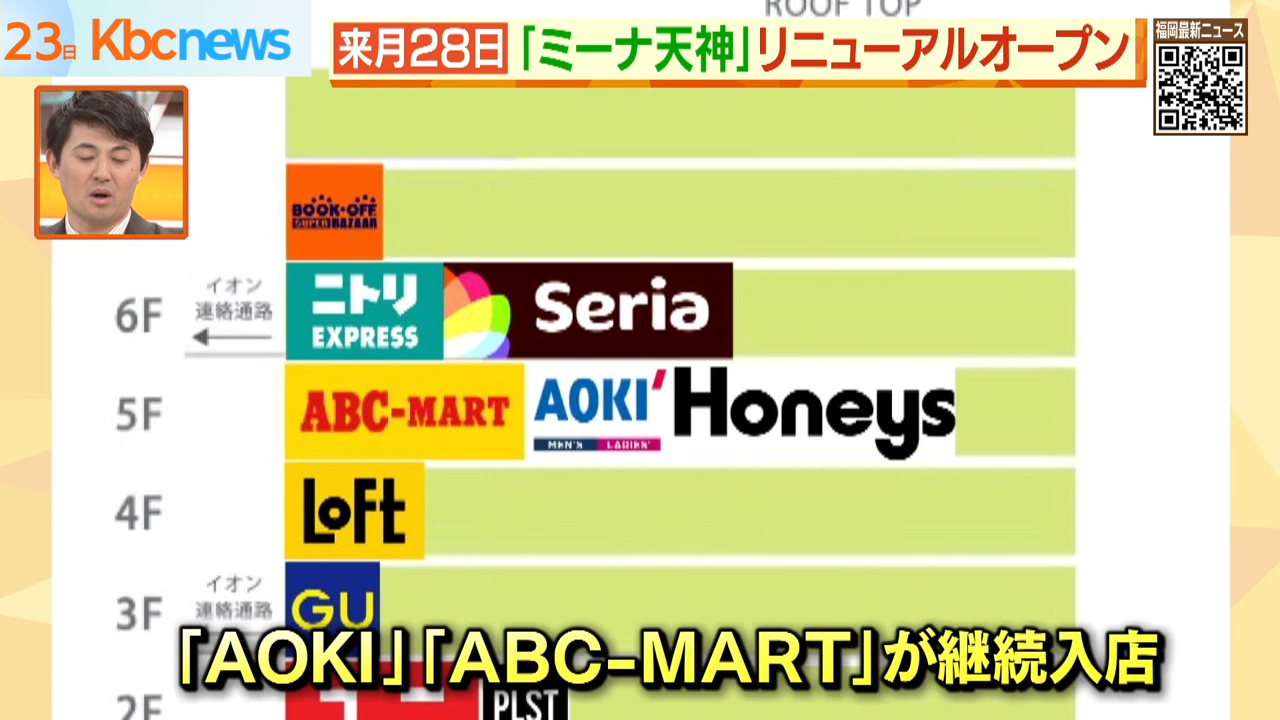 ROOF TOP
23日 Kbcnews
来月28日「ミーナ天神」リニューアルオープン
福岡最新ニュース
BOOK-OFF
SUPER BAZAAR
6F
イオン
連絡通路
ニトリ
EXPRESS
Seria
5F
ABC-MART
AOKI'
MEN'S LADIES'
Honeys
4F
LoFt
3F
イオン
連絡通路
GU
「AOKI」「ABC-MART」が継続入店
2F
PLST